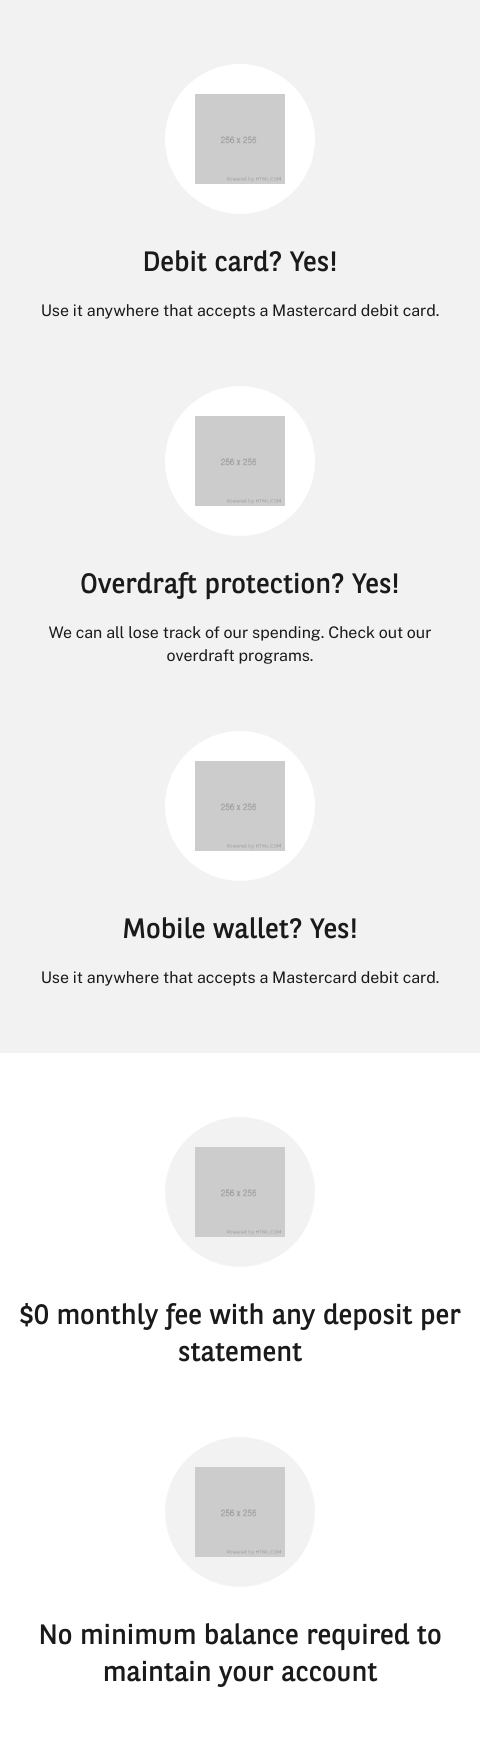 256 x 256
Powered by HTML.COM
Debit card? Yes!
Use it anywhere that accepts a Mastercard debit card.
256 x 256
Powered by HTML.COM
Overdraft protection? Yes!
We can all lose track of our spending. Check out our
overdraft programs.
256 x 256
Powered by HTML.COM
Mobile wallet? Yes!
Use it anywhere that accepts a Mastercard debit card.
256 x 256
Powered by HTML.COM
$0 monthly fee with any deposit per
statement
256 x 256
Powered by HTML.COM
No minimum balance required to
maintain your account